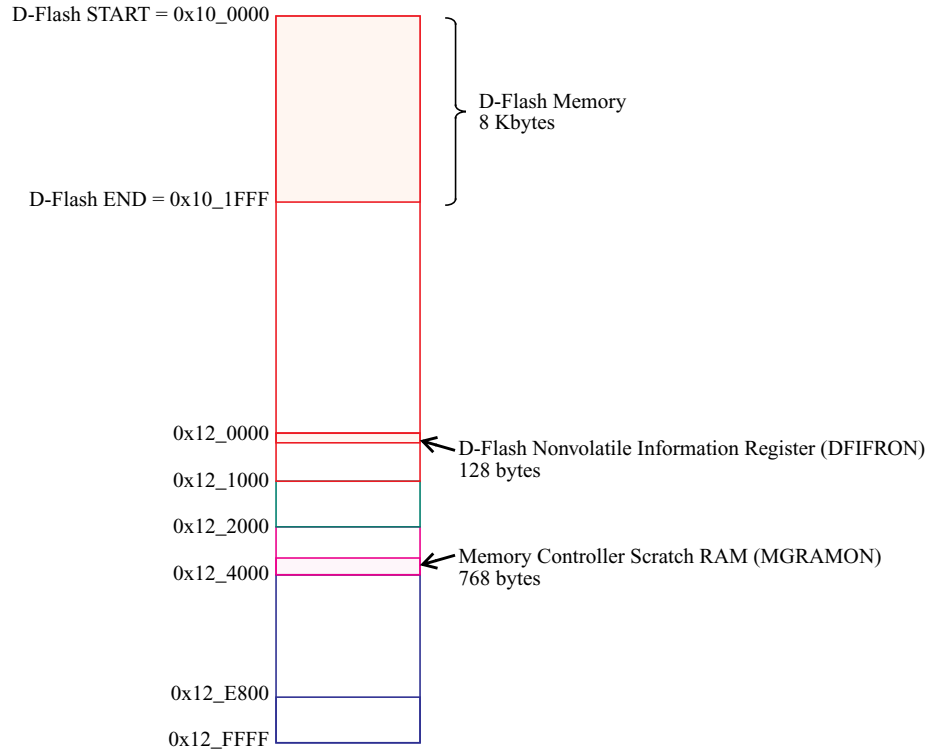 D-Flash START = 0x10_0000
D-Flash Memory
8 Kbytes
D-Flash END = 0x10_1FFF
0x12_0000
D-Flash Nonvolatile Information Register (DFIFRON)
128 bytes
0x12_1000
0x12_2000
Memory Controller Scratch RAM (MGRAMON)
768 bytes
0x12_4000
0x12_E800
0x12_FFFF